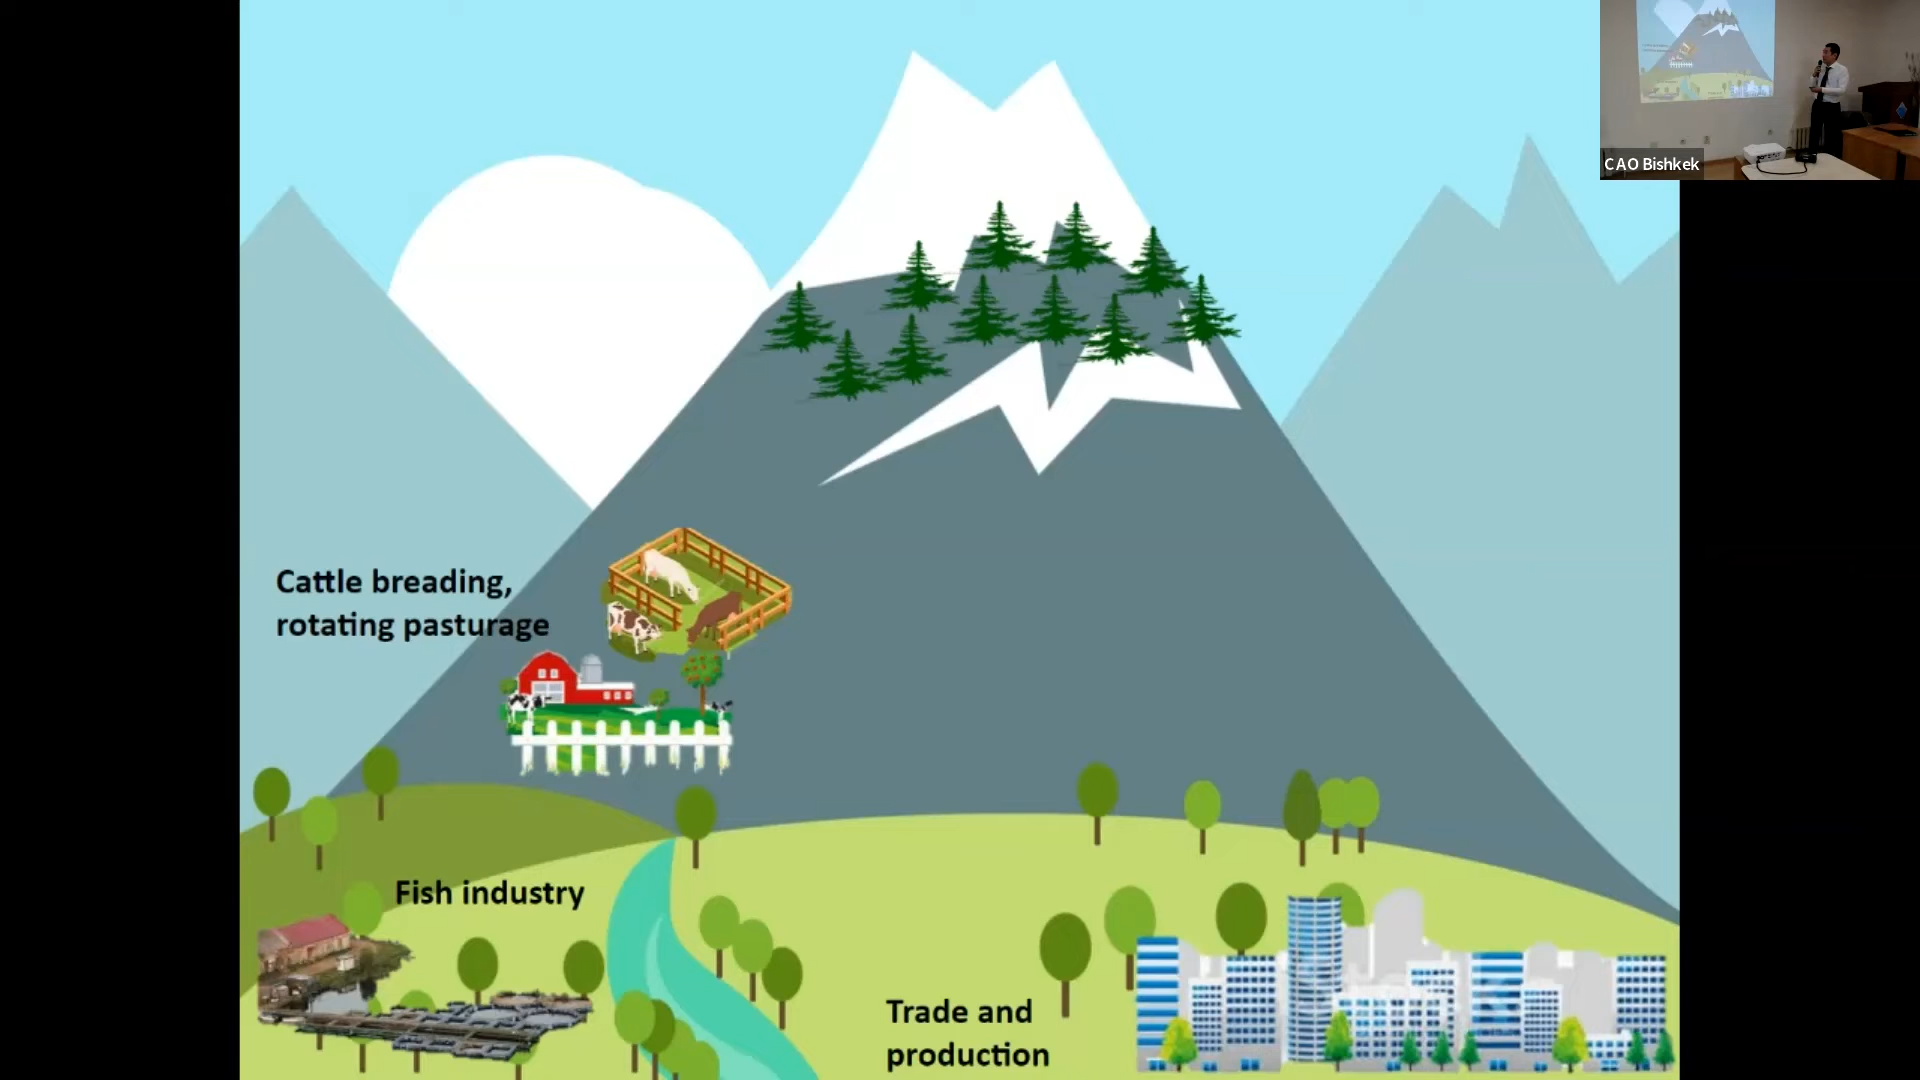 CAO Bishkek
Cattle breading,
rotating pasturage
Fish industry
Trade and
production